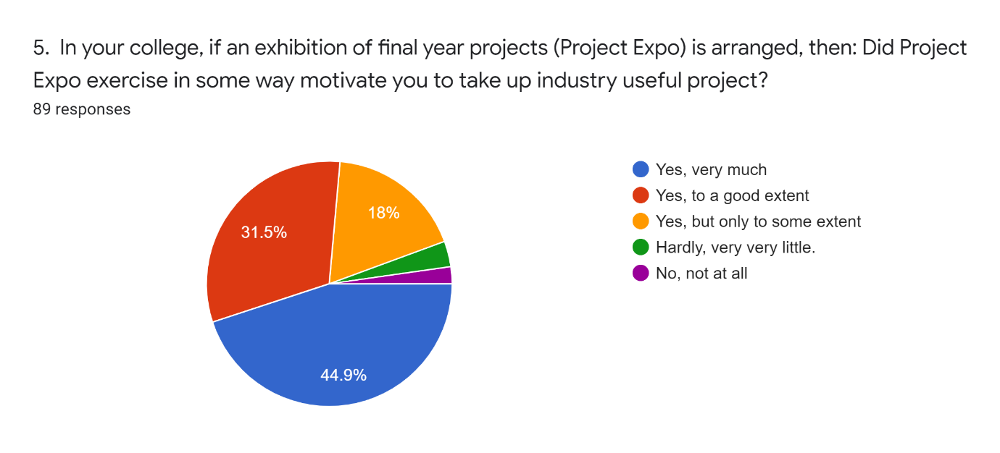 5.  In your college, if an exhibition of final year projects (Project Expo) is arranged, then: Did Project
Expo exercise in some way motivate you to take up industry useful project?
89 responses
Yes, very much
Yes, to a good extent
Yes, but only to some extent
Hardly, very very little.
No, not at all
18%
31.5%
44.9%